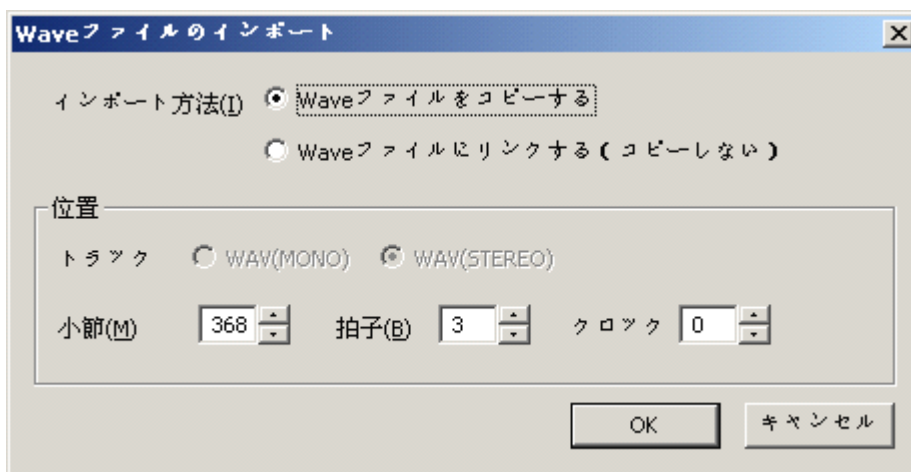 Waveファイルのインポート
インポート方法(I) Waveファイルをコピーする
Waveファイルにリンクする(コピーしない)
位置
トラック WAV(MONO) WAV(STEREO)
小節(M) 368 拍子(B) 3 クロック 0
OK キャンセル